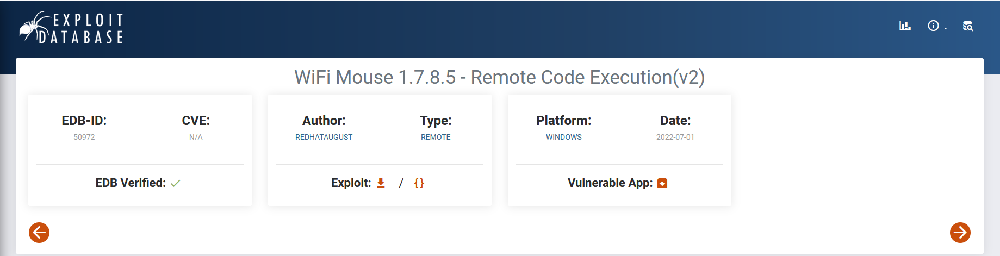 EXPLOIT
DATABASE
WiFi Mouse 1.7.8.5 - Remote Code Execution(v2)
EDB-ID:
50972
CVE:
N/A
EDB Verified:
Author:
REDHATAUGUST
Type:
REMOTE
Exploit: /
{}
Platform:
WINDOWS
Date:
2022-07-01
Vulnerable App: